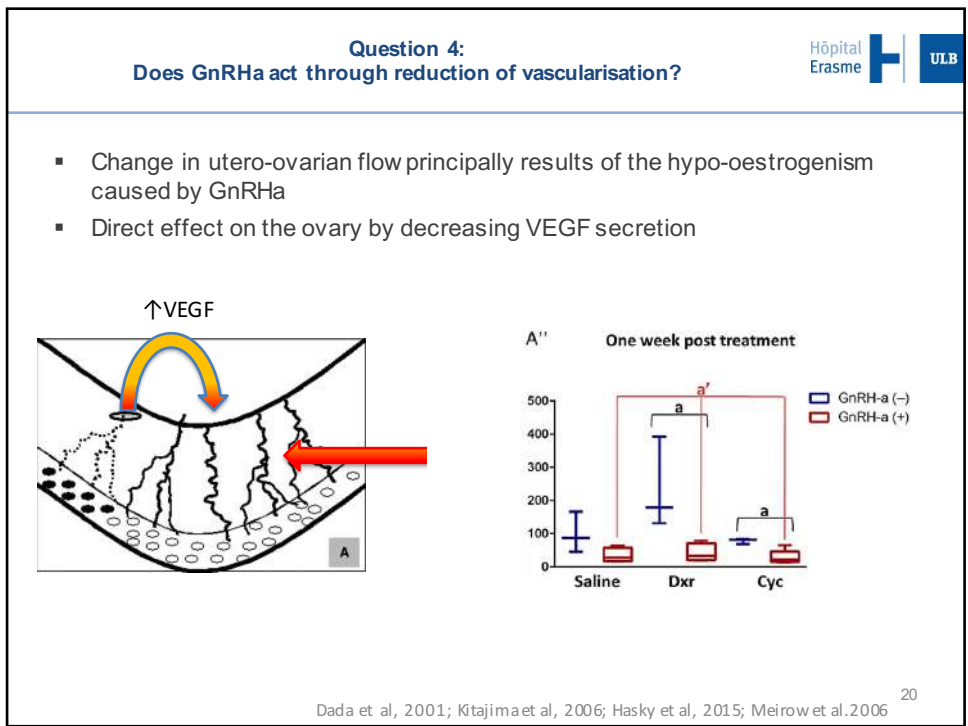 Question 4:
Does GnRHa act through reduction of vascularisation?
Hôpital
Erasme
ULB
▪ Change in utero-ovarian flow principally results of the hypo-oestrogenism
caused by GnRHa
▪ Direct effect on the ovary by decreasing VEGF secretion
↑VEGF
A
A''
One week post treatment
500
400
300
200
100
0
a
a'
a
Saline
Dxr
Cyc
GnRH-a (–)
GnRH-a (+)
20
Dada et al, 2001; Kitajima et al, 2006; Hasky et al, 2015; Meirow et al.2006